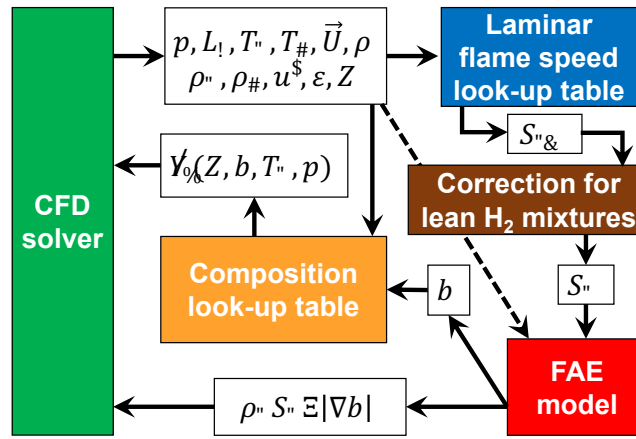 p, L!, T", T#, U⃗, ρ
ρ", ρ#, u$, ε, Z
Laminar
flame speed
look-up table
S"&
Y%(Z, b, T", p)
CFD
solver
Correction for
lean H₂ mixtures
Composition
look-up table
b
S"
FAE
model
ρ" S" Ξ|∇b|